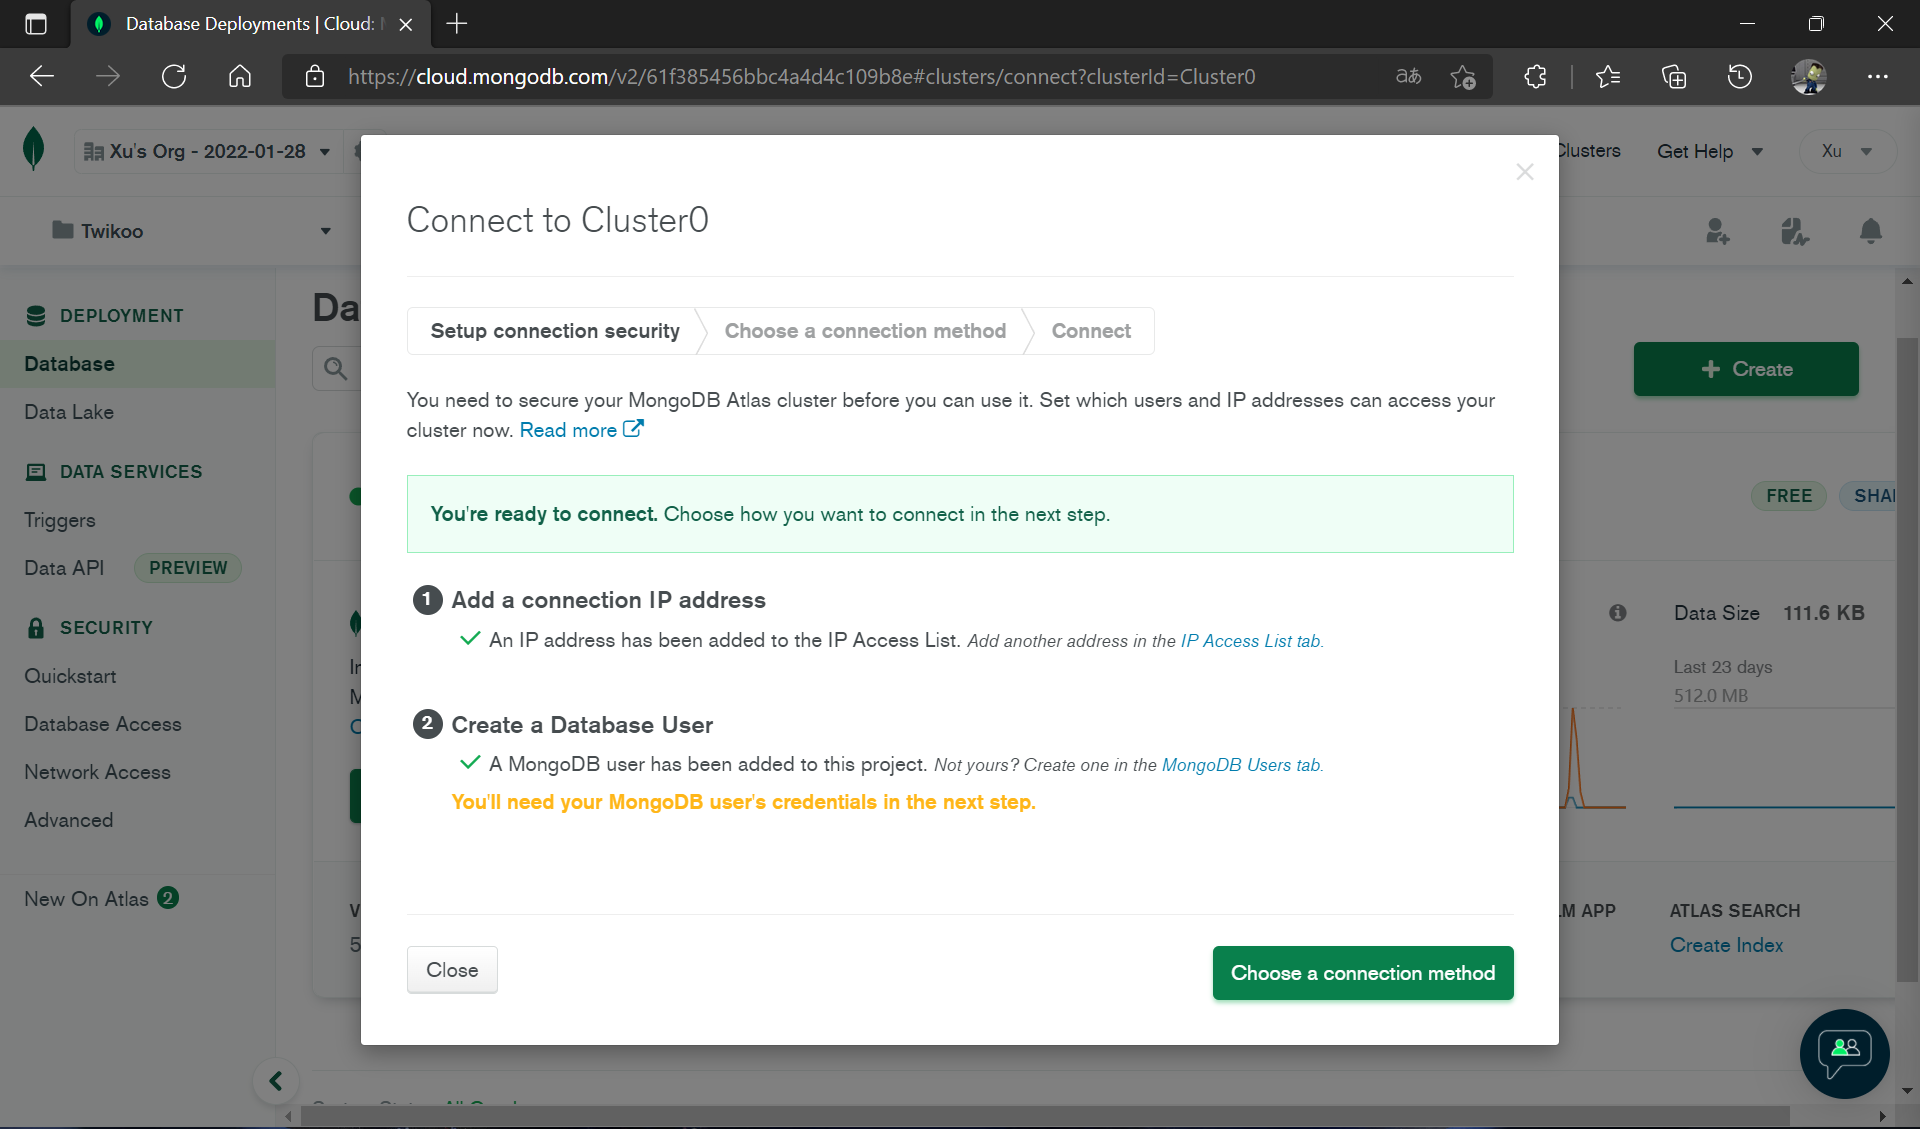 Database Deployments | Cloud:
https://cloud.mongodb.com/v2/61f385456bbc4a4d4c109b8e#clusters/connect?clusterId=Cluster0
aあ
Xu's Org - 2022-01-28
Clusters
Get Help
Xu
Twikoo
DEPLOYMENT
Database
Data Lake
DATA SERVICES
Triggers
Data API PREVIEW
SECURITY
Quickstart
Database Access
Network Access
Advanced
New On Atlas 2
Da
Create
FREE
SHA
Data Size 111.6 KB
Last 23 days
512.0 MB
ATLAS SEARCH
Create Index
M APP
Connect to Cluster0
Setup connection security
Choose a connection method
Connect
You need to secure your MongoDB Atlas cluster before you can use it. Set which users and IP addresses can access your
cluster now. Read more
You're ready to connect. Choose how you want to connect in the next step.
1 Add a connection IP address
An IP address has been added to the IP Access List. Add another address in the IP Access List tab.
2 Create a Database User
A MongoDB user has been added to this project. Not yours? Create one in the MongoDB Users tab.
You'll need your MongoDB user's credentials in the next step.
Close
Choose a connection method